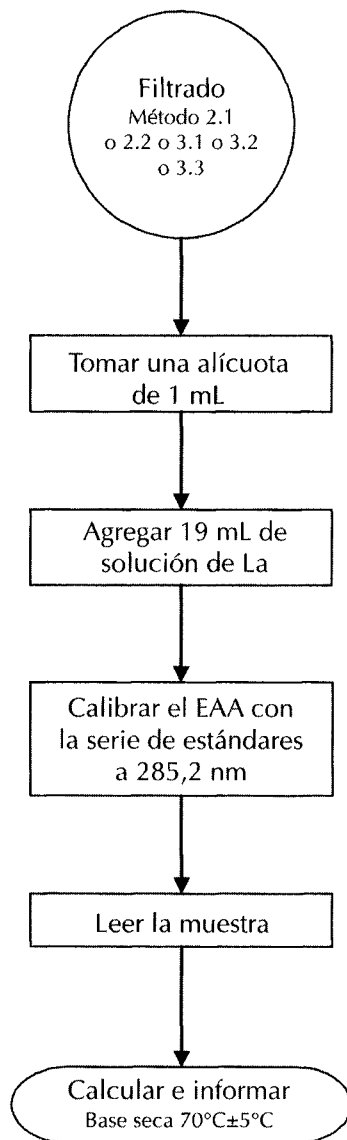 Filtrado
Método 2.1
o 2.2 o 3.1 o 3.2
o 3.3
Tomar una alícuota
de 1 mL
Agregar 19 mL de
solución de La
Calibrar el EAA con
la serie de estándares
a 285,2 nm
Leer la muestra
Calcular e informar
Base seca 70°C±5°C